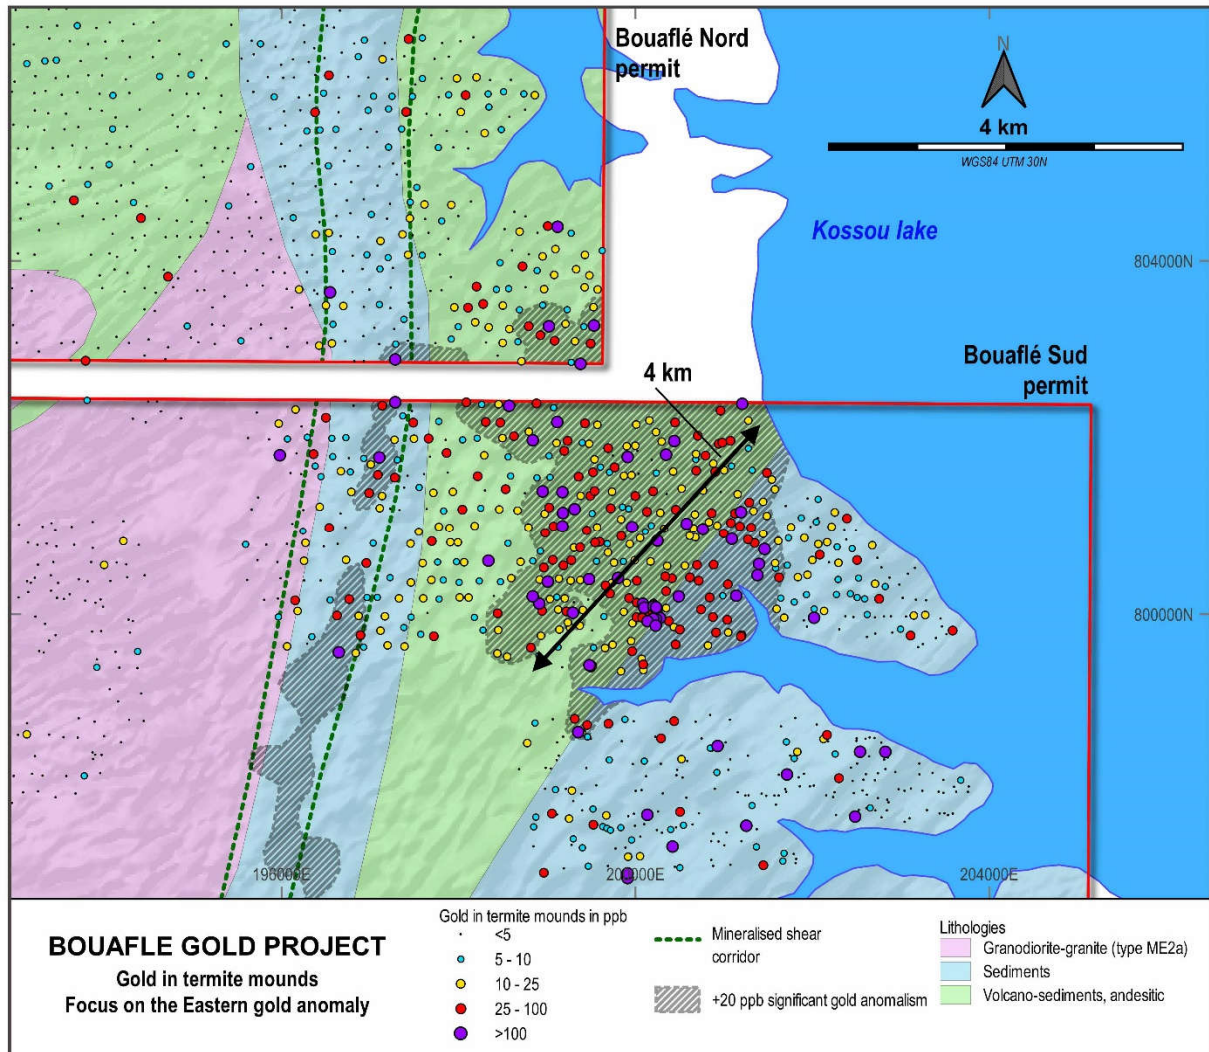 Bouaflé Nord
permit
N
4 km
WGS84 UTM 30N
Kossou lake
804000N
Bouaflé Sud
permit
4 km
800000N
196000E
200000E
204000E
BOUAFLE GOLD PROJECT
Gold in termite mounds
Focus on the Eastern gold anomaly
Gold in termite mounds in ppb
<5
5 - 10
10 - 25
25 - 100
>100
Mineralised shear
corridor
+20 ppb significant gold anomalism
Lithologies
Granodiorite-granite (type ME2a)
Sediments
Volcano-sediments, andesitic